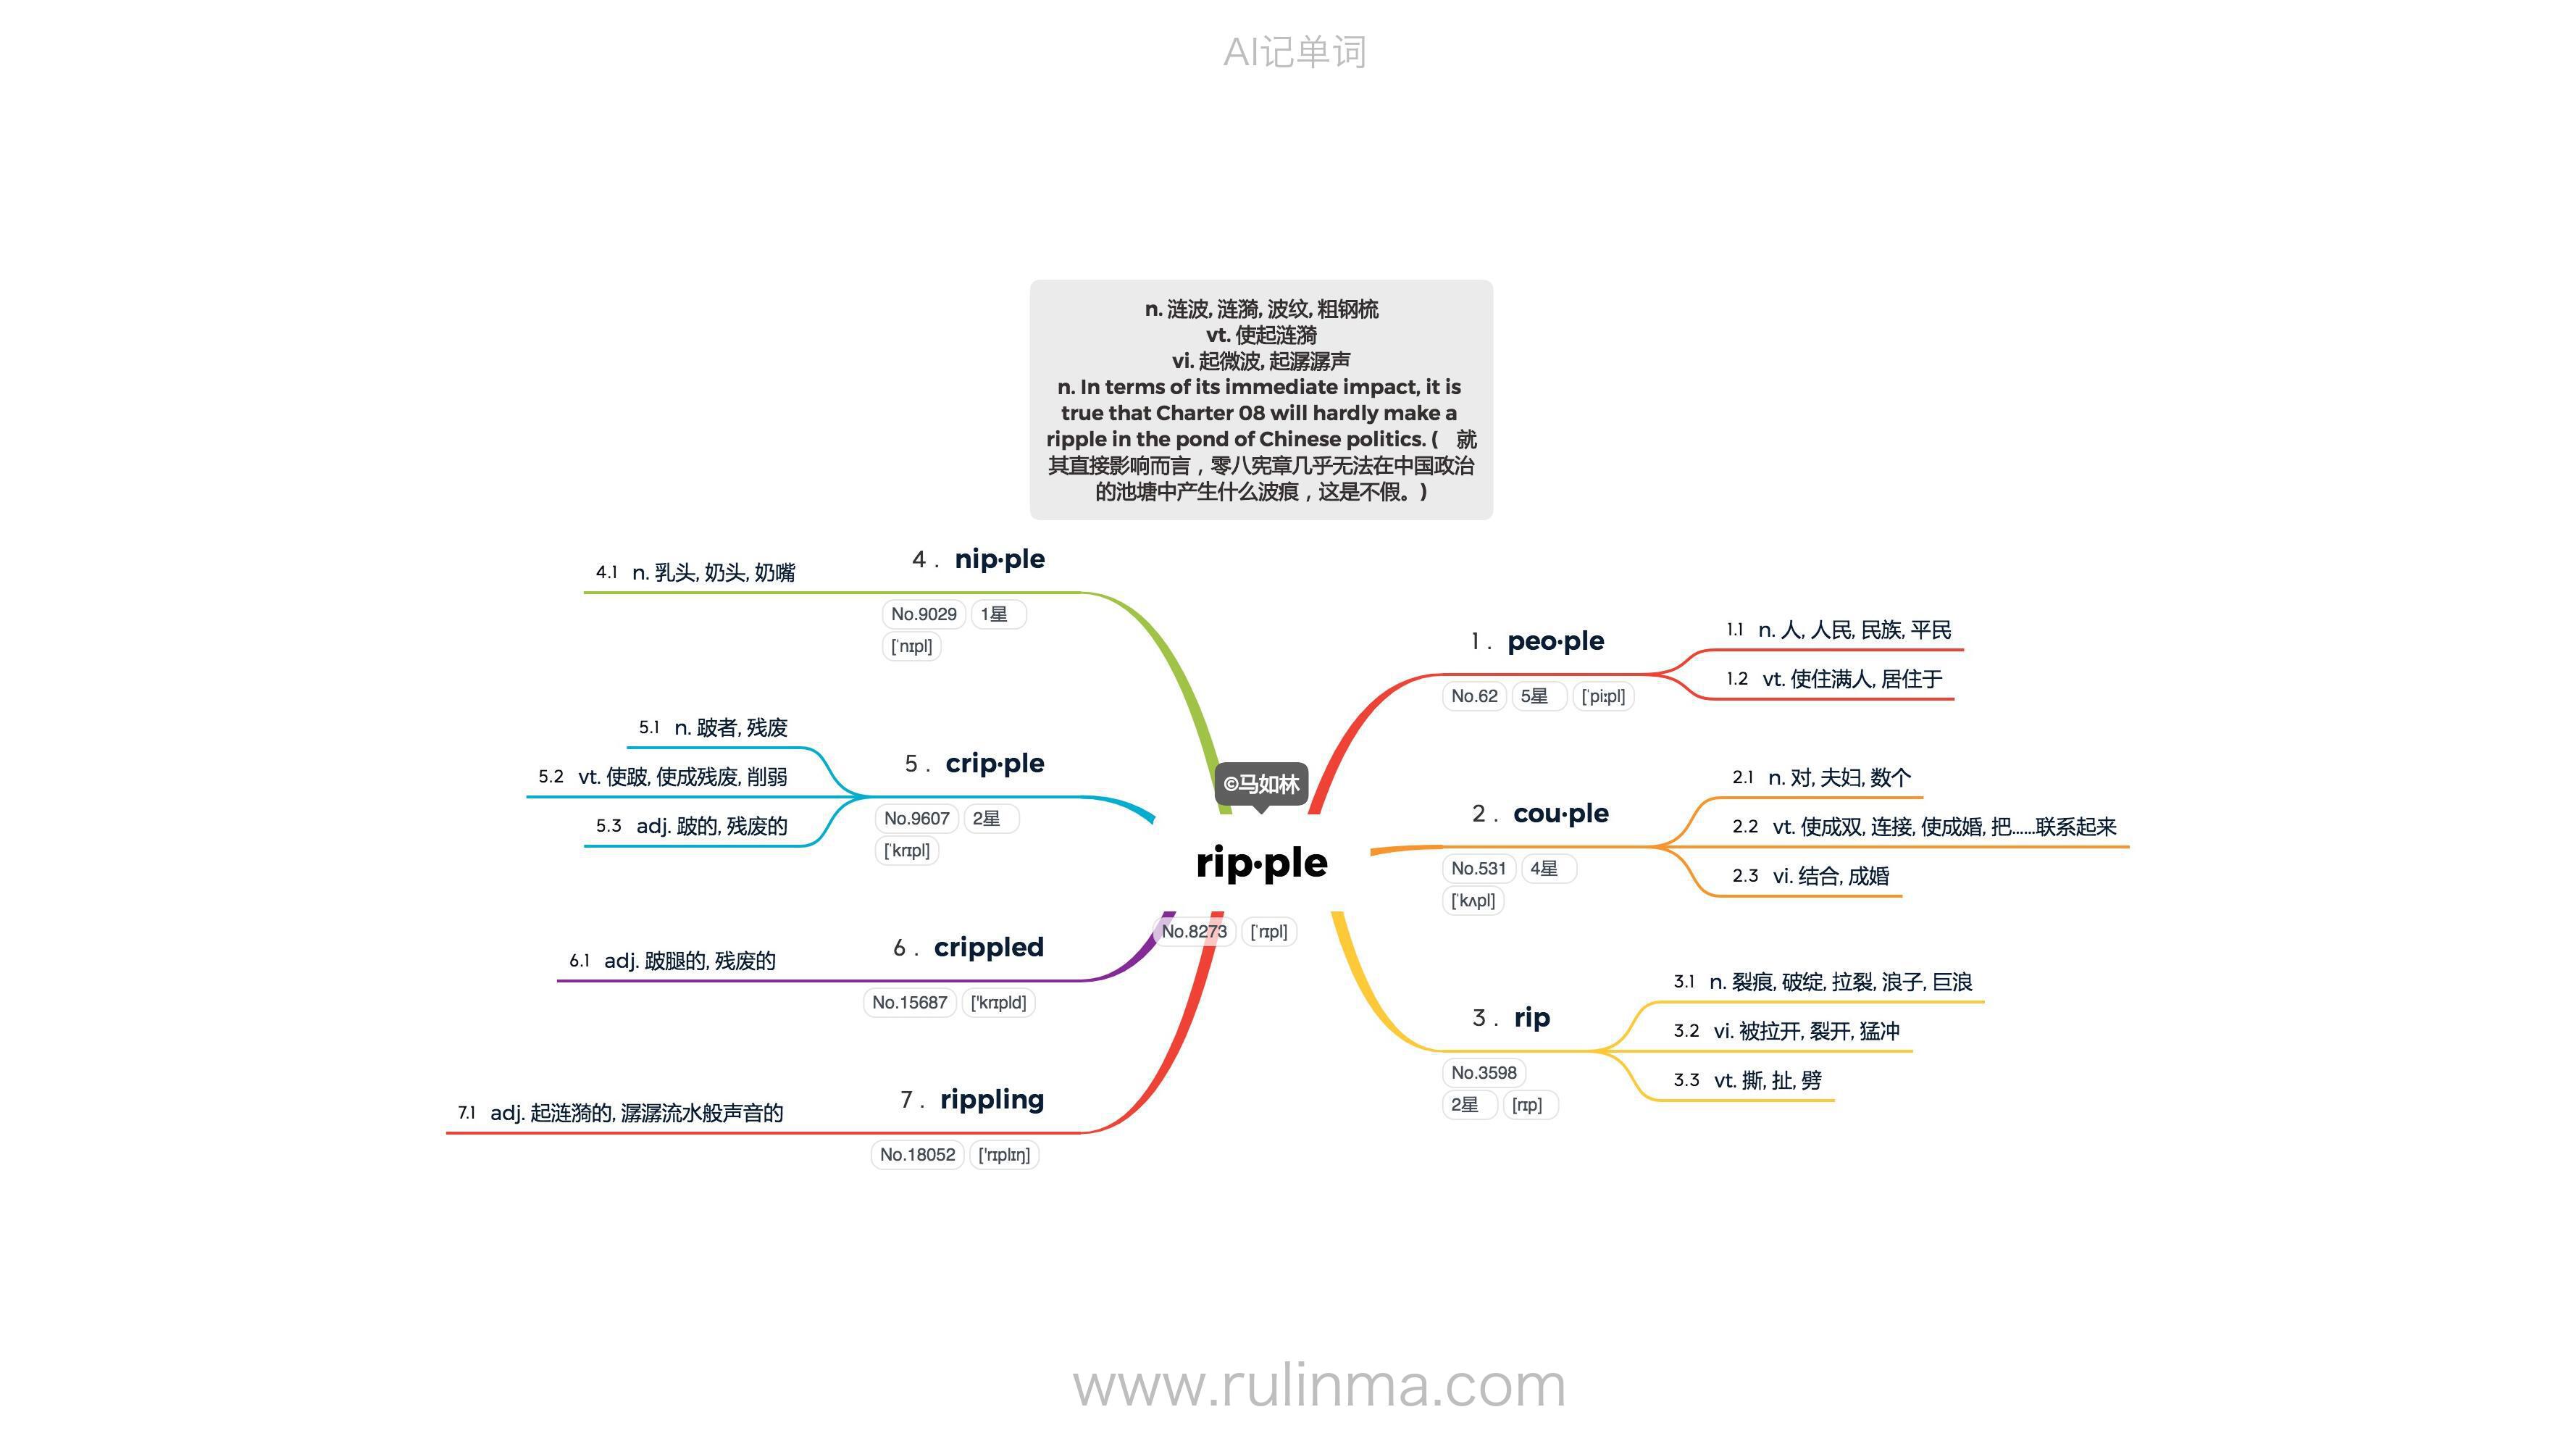 AI记单词
n. 涟波, 涟漪, 波纹, 粗钢梳
vt. 使起涟漪
vi. 起微波, 起潺潺声
n. In terms of its immediate impact, it is
true that Charter 08 will hardly make a
ripple in the pond of Chinese politics. ( 就
其直接影响而言，零八宪章几乎无法在中国政治
的池塘中产生什么波痕，这是不假。)
©马如林
rip·ple
No.8273 [ˈrɪpl]
1. peo·ple
No.62 5星 [ˈpiːpl]
1.1 n. 人, 人民, 民族, 平民
1.2 vt. 使住满人, 居住于
2. cou·ple
No.531 4星
[ˈkʌpl]
2.1 n. 对, 夫妇, 数个
2.2 vt. 使成双, 连接, 使成婚, 把……联系起来
2.3 vi. 结合, 成婚
3. rip
No.3598
2星 [rɪp]
3.1 n. 裂痕, 破绽, 拉裂, 浪子, 巨浪
3.2 vi. 被拉开, 裂开, 猛冲
3.3 vt. 撕, 扯, 劈
4. nip·ple
No.9029 1星
[ˈnɪpl]
4.1 n. 乳头, 奶头, 奶嘴
5. crip·ple
No.9607 2星
[ˈkrɪpl]
5.1 n. 跛者, 残废
5.2 vt. 使跛, 使成残废, 削弱
5.3 adj. 跛的, 残废的
6. crippled
No.15687 ['krɪpld]
6.1 adj. 跛腿的, 残废的
7. rippling
No.18052 ['rɪplɪŋ]
7.1 adj. 起涟漪的, 潺潺流水般声音的
www.rulinma.com